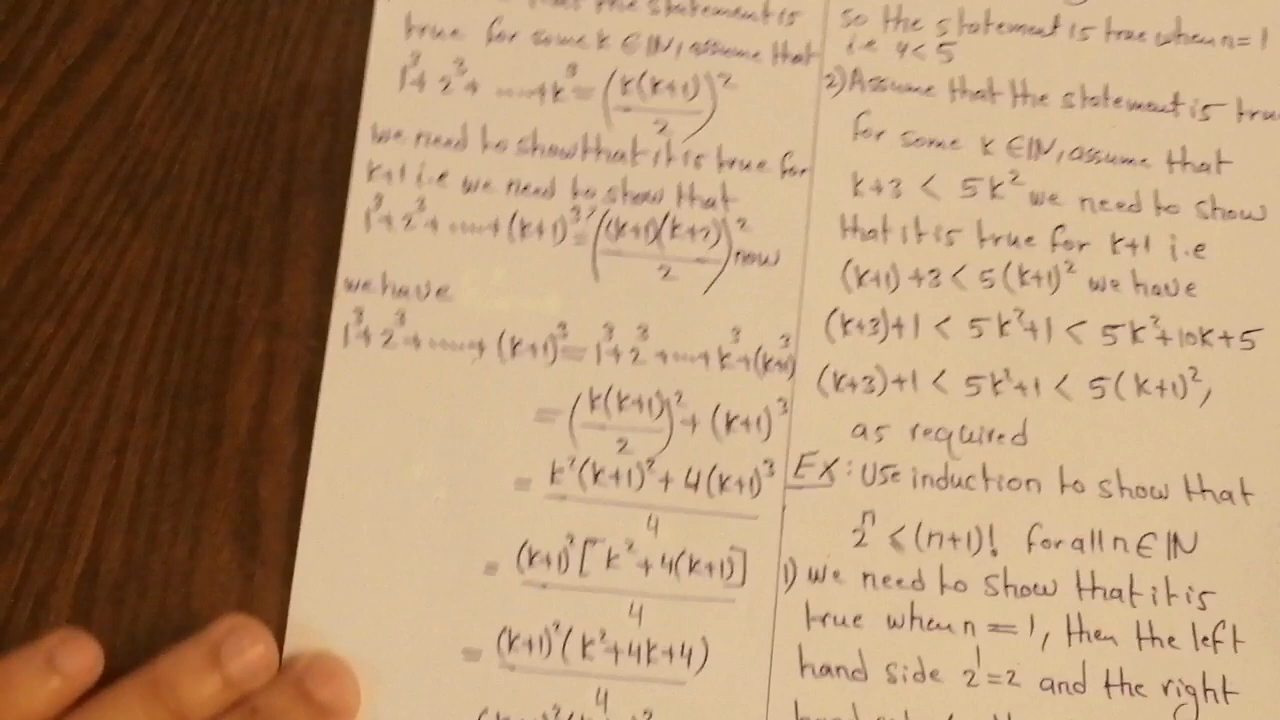 the statement is
true for some k ∈ IN, assume that
1³+2³+......+k³=(k(k+1)/2)²
we need to show that it is true for
k+1 i.e we need to show that
1³+2³+......+(k+1)³=((k+1)(k+2)/2)² now
we have
1³+2³+......+(k+1)³=1³+2³+......+k³+(k+1)³
=(k(k+1)/2)²+(k+1)³
= k²(k+1)²+4(k+1)³/4
= (k+1)²[k²+4(k+1)]/4
= (k+1)²(k²+4k+4)/4
so the statement is true when n=1
i.e 4<5
2) Assume that the statement is true
for some k ∈ IN, assume that
k+3 < 5k² we need to show
that it is true for k+1 i.e
(k+1)+3 < 5(k+1)² we have
(k+3)+1 < 5k²+1 < 5k²+10k+5
(k+3)+1 < 5k²+1 < 5(k+1)²,
as required
EX: Use induction to show that
2ⁿ <(n+1)! for all n ∈ IN
1) we need to show that it is
true when n=1, then the left
hand side 2¹=2 and the right